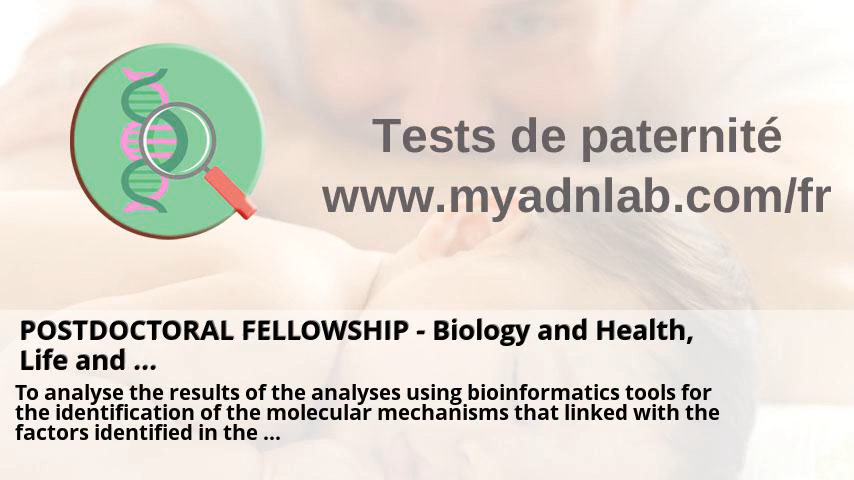 Tests de paternité
www.myadnlab.com/fr
POSTDOCTORAL FELLOWSHIP - Biology and Health,
Life and ...
To analyse the results of the analyses using bioinformatics tools for
the identification of the molecular mechanisms that linked with the
factors identified in the ...